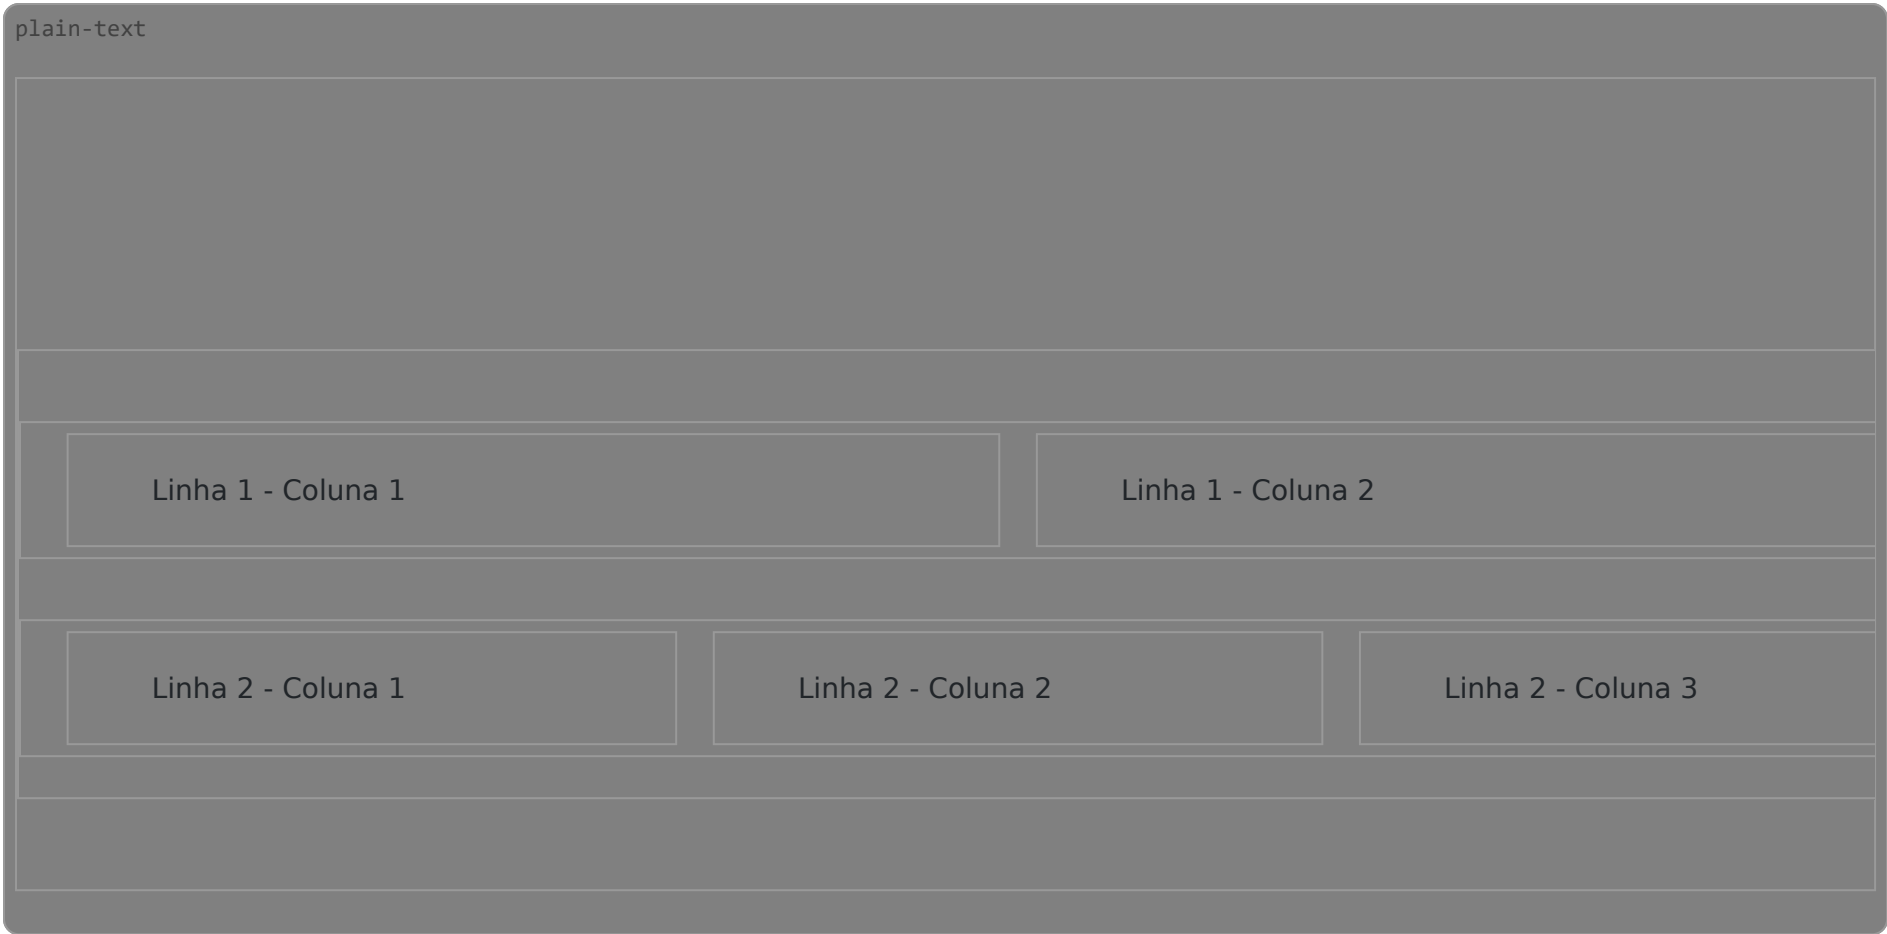 plain-text
Linha 1 - Coluna 1
Linha 1 - Coluna 2
Linha 2 - Coluna 1
Linha 2 - Coluna 2
Linha 2 - Coluna 3